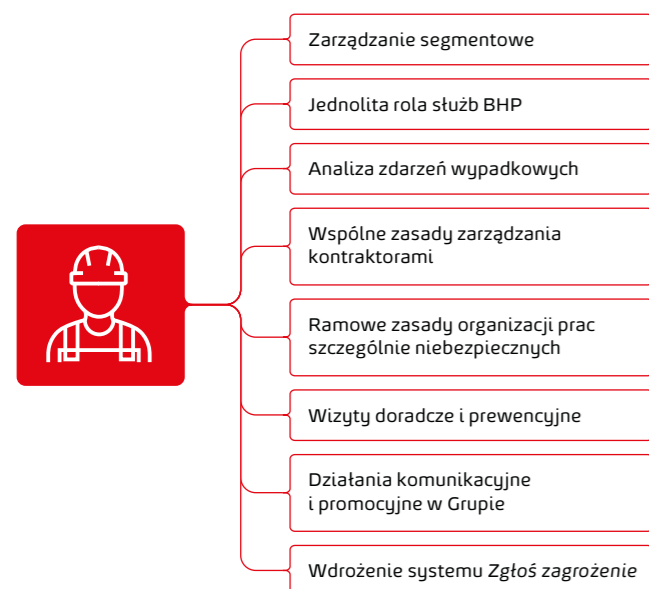 Zarządzanie segmentowe
Jednolita rola służb BHP
Analiza zdarzeń wypadkowych
Wspólne zasady zarządzania
kontraktorami
Ramowe zasady organizacji prac
szczególnie niebezpiecznych
Wizyty doradcze i prewencyjne
Działania komunikacyjne
i promocyjne w Grupie
Wdrożenie systemu Zgłoś zagrożenie